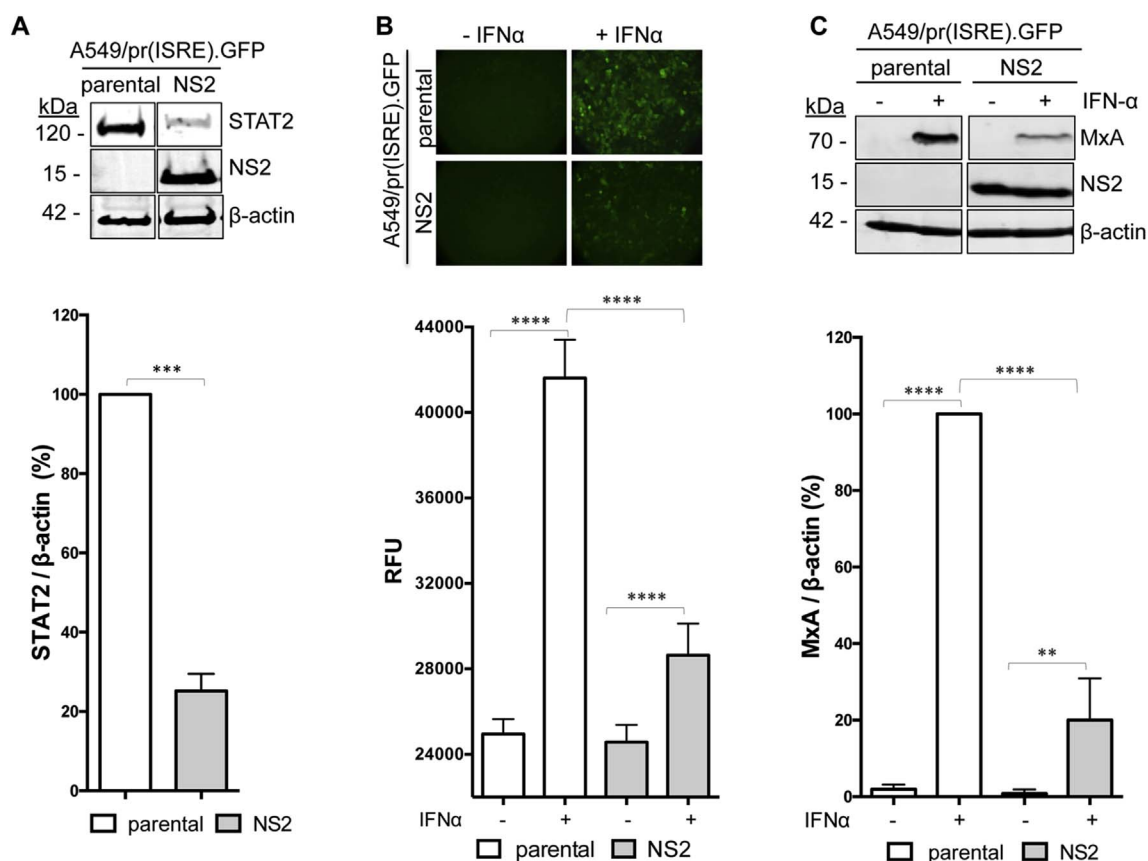 A
A549/pr(ISRE).GFP
parental NS2
kDa
120 - STAT2
15 - NS2
42 - β-actin
120
100
80
60
40
20
0
STAT2 / β-actin (%)
***
parental NS2
B
- IFNα + IFNα
A549/pr(ISRE).GFP
parental
NS2
44000
40000
36000
32000
28000
24000
RFU
**** ****
****
IFNα - + - +
parental NS2
C
A549/pr(ISRE).GFP
parental NS2
kDa - + - + IFN-α
70 - MxA
15 - NS2
42 - β-actin
120
100
80
60
40
20
0
MxA / β-actin (%)
**** ****
**
IFNα - + - +
parental NS2